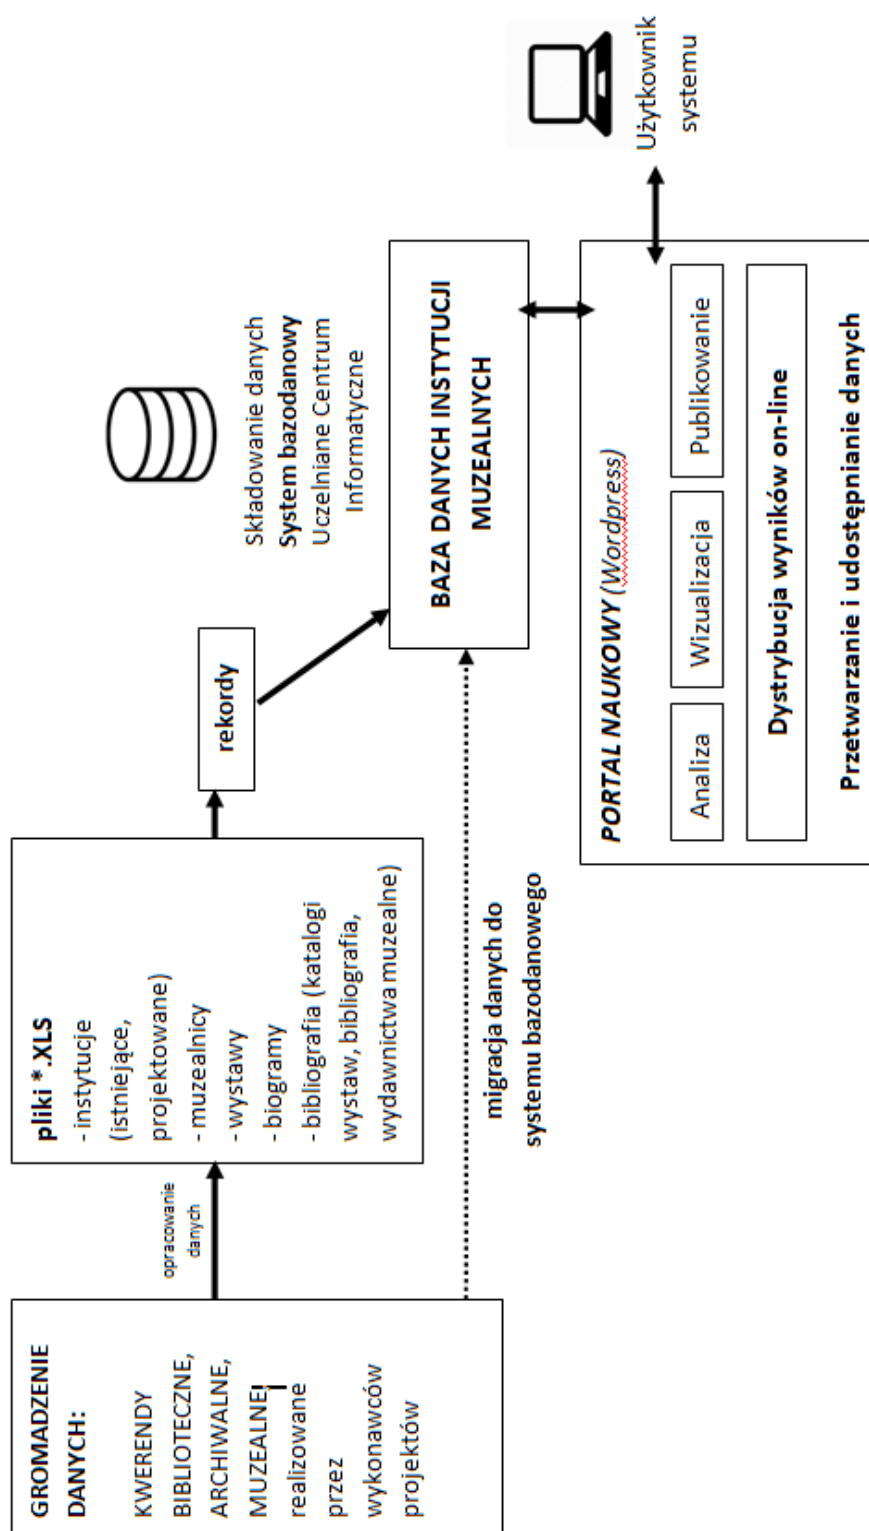 GROMADZENIE
DANYCH:
KWERENDY
BIBLIOTECZNE,
ARCHIWALNE,
MUZEALNE
realizowane
przez
wykonawców
projektów
opracowanie
danych
pliki *.XLS
- instytucje
(istniejące,
projektowane)
- muzealnicy
- wystawy
- biogramy
- bibliografia (katalogi
wystaw, bibliografia,
wydawnictwa muzealne)
rekordy
migracja danych do
systemu bazodanowego
Składowanie danych
System bazodanowy
Uczelniane Centrum
Informatyczne
BAZA DANYCH INSTYTUCJI
MUZEALNYCH
PORTAL NAUKOWY (Wordpress)
Analiza
Wizualizacja
Publikowanie
Dystrybucja wyników on-line
Przetwarzanie i udostępnianie danych
Użytkownik
systemu